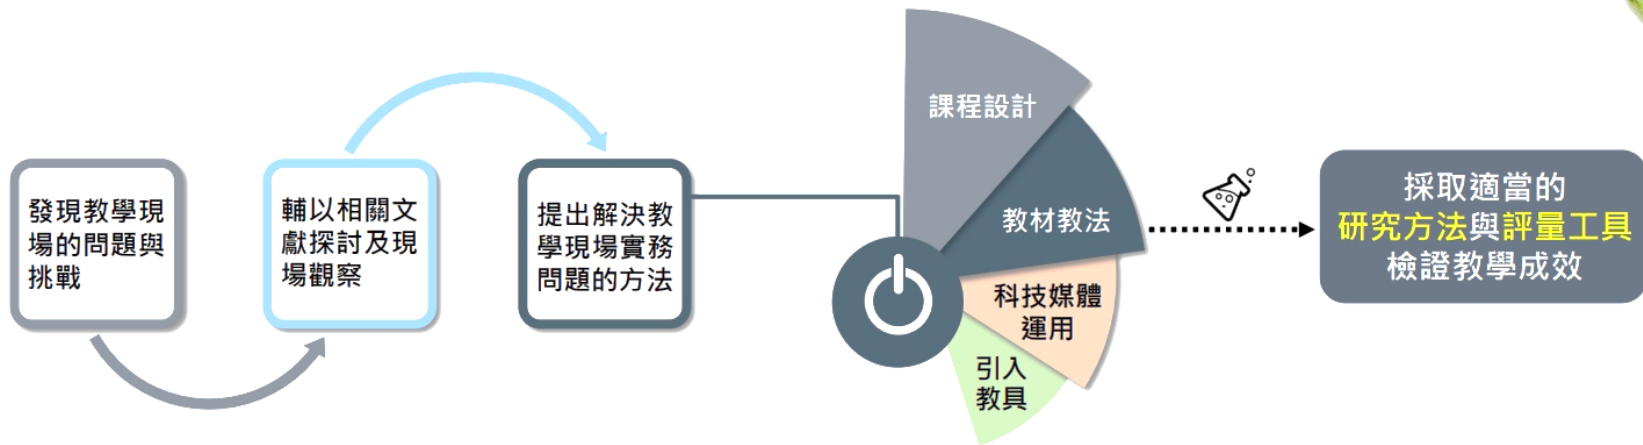 發現教學現
場的問題與
挑戰
輔以相關文
獻探討及現
場觀察
提出解決教
學現場實務
問題的方法
課程設計
教材教法
科技媒體
運用
引入
教具
採取適當的
研究方法與評量工具
檢證教學成效